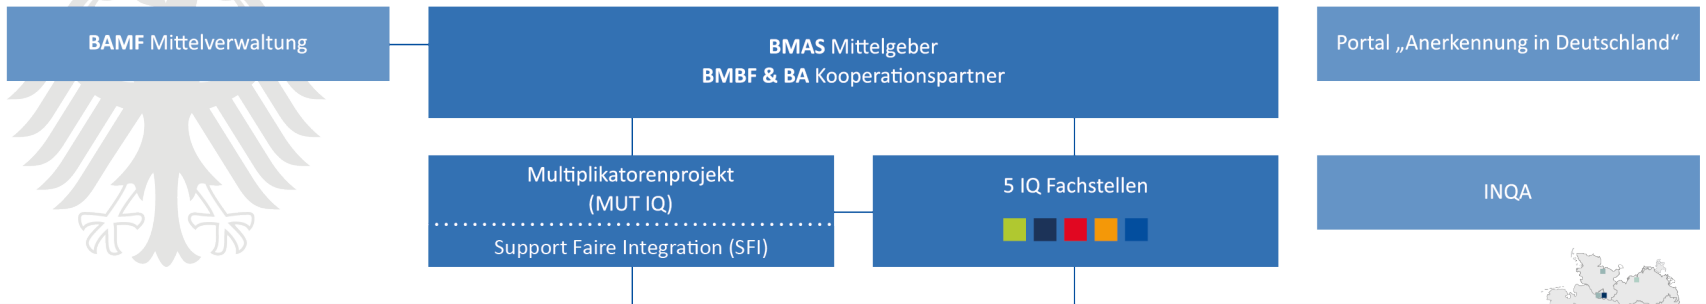 BAMF Mittelverwaltung
BMAS Mittelgeber
BMBF & BA Kooperationspartner
Portal „Anerkennung in Deutschland“
Multiplikatorenprojekt
(MUT IQ)
Support Faire Integration (SFI)
5 IQ Fachstellen
INQA